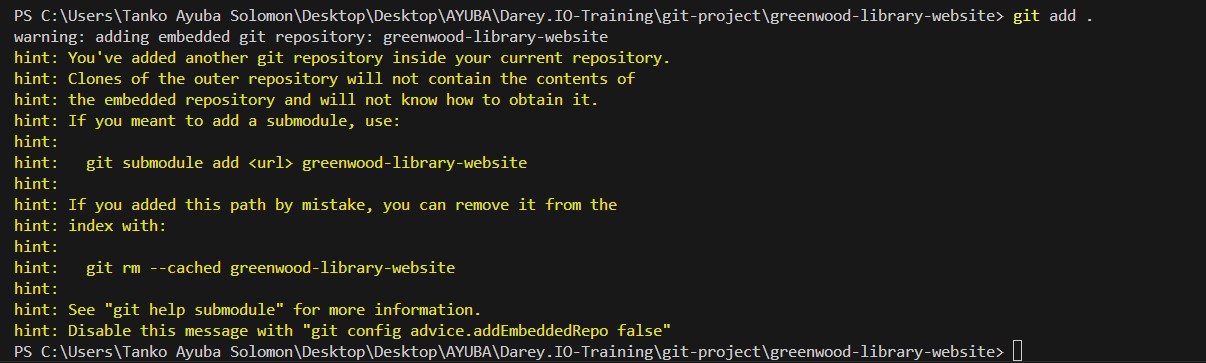 PS C:\Users\Tanko Ayuba Solomon\Desktop\Desktop\AYUBA\Darey.IO-Training\git-project\greenwood-library-website> git add .
warning: adding embedded git repository: greenwood-library-website
hint: You've added another git repository inside your current repository.
hint: Clones of the outer repository will not contain the contents of
hint: the embedded repository and will not know how to obtain it.
hint: If you meant to add a submodule, use:
hint:
hint:   git submodule add <url> greenwood-library-website
hint:
hint: If you added this path by mistake, you can remove it from the
hint: index with:
hint:
hint:   git rm --cached greenwood-library-website
hint:
hint: See "git help submodule" for more information.
hint: Disable this message with "git config advice.addEmbeddedRepo false"
PS C:\Users\Tanko Ayuba Solomon\Desktop\Desktop\AYUBA\Darey.IO-Training\git-project\greenwood-library-website>